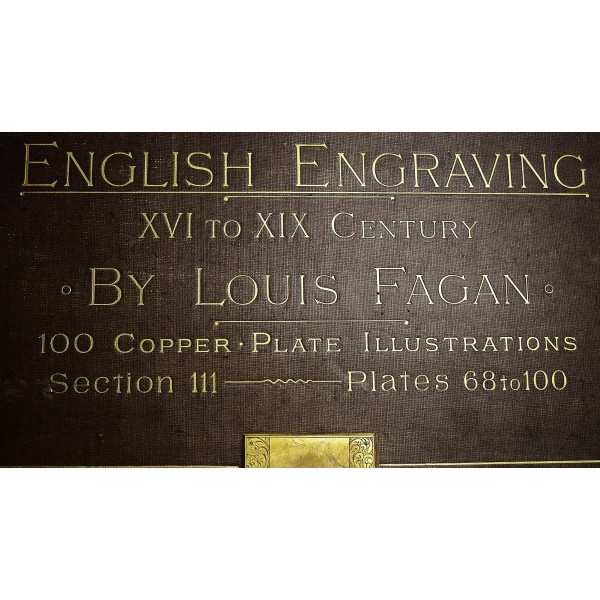 ENGLISH ENGRAVING
XVI TO XIX CENTURY
· BY LOUIS FAGAN ·
100 COPPER·PLATE ILLUSTRATIONS
Section 111 — Plates 68 to 100